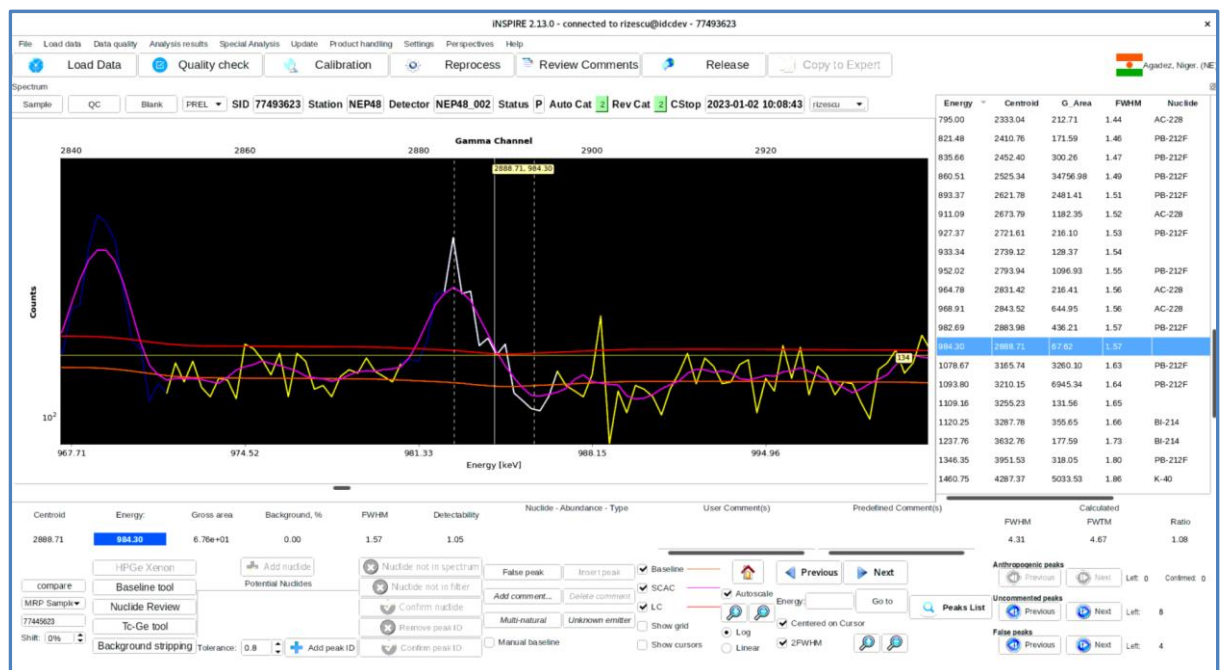 iNSPIRE 2.13.0 - connected to rizescu@idcdev - 77493623
File Load data Data quality Analysis results Special Analysis Update Product handling Settings Perspectives Help
Load Data Quality check Calibration Reprocess Review Comments Release Copy to Expert Agadez, Niger. (NE
Spectrum
Sample QC Blank PREL SID 77493623 Station NEP48 Detector NEP48_002 Status P Auto Cat 2 Rev Cat 2 CStop 2023-01-02 10:08:43 rizescu
Gamma Channel
2840 2860 2880 2900 2920
2888.71, 984.30
Counts
134
10²
967.71 974.52 981.33 988.15 994.96
Energy [keV]
Energy Centroid G_Area FWHM Nuclide
795.00 2333.04 212.71 1.44 AC-228
821.48 2410.76 171.59 1.46 PB-212F
835.66 2452.40 300.26 1.47 PB-212F
860.51 2525.34 34756.98 1.49 PB-212F
893.37 2621.78 2481.41 1.51 PB-212F
911.09 2673.79 1182.35 1.52 AC-228
927.37 2721.61 216.10 1.53 PB-212F
933.34 2739.12 128.37 1.54
952.02 2793.94 1096.93 1.55 PB-212F
964.78 2831.42 216.41 1.56 AC-228
968.91 2843.52 644.95 1.56 AC-228
982.69 2883.98 436.21 1.57 PB-212F
984.30 2888.71 67.62 1.57
1078.67 3165.74 3260.10 1.63 PB-212F
1093.80 3210.15 6945.34 1.64 PB-212F
1109.16 3255.23 131.56 1.65
1120.25 3287.78 355.65 1.66 BI-214
1237.76 3632.76 177.59 1.73 BI-214
1346.35 3951.53 318.05 1.80 PB-212F
1460.75 4287.37 5033.53 1.86 K-40
Centroid Energy: Gross area Background, % FWHM Detectability
2888.71 984.30 6.76e+01 0.00 1.57 1.05
Nuclide - Abundance - Type
User Comment(s)
Predefined Comment(s)
Calculated
FWHM FWTM Ratio
4.31 4.67 1.08
compare
MRP Sample
77445623
Shift: 0%
HPGe Xenon
Baseline tool
Nuclide Review
Tc-Ge tool
Background stripping
Add nuclide
Potential Nuclides
Tolerance: 0.8 Add peak ID
Nuclide not in spectrum
Nuclide not in filter
Confirm nuclide
Remove peak ID
Confirm peak ID
False peak Insert peak
Add comment... Delete comment
Multi-natural Unknown emitter
Manual baseline
Baseline
SCAC
LC
Show grid
Show cursors
Autoscale
Log
Linear
Previous Next
Energy: Go to
Centered on Cursor
2FWHM
Peaks List
Anthropogenic peaks
Previous Next Left: 0 Confirmed: 0
Uncommented peaks
Previous Next Left: 8
False peaks
Previous Next Left: 4